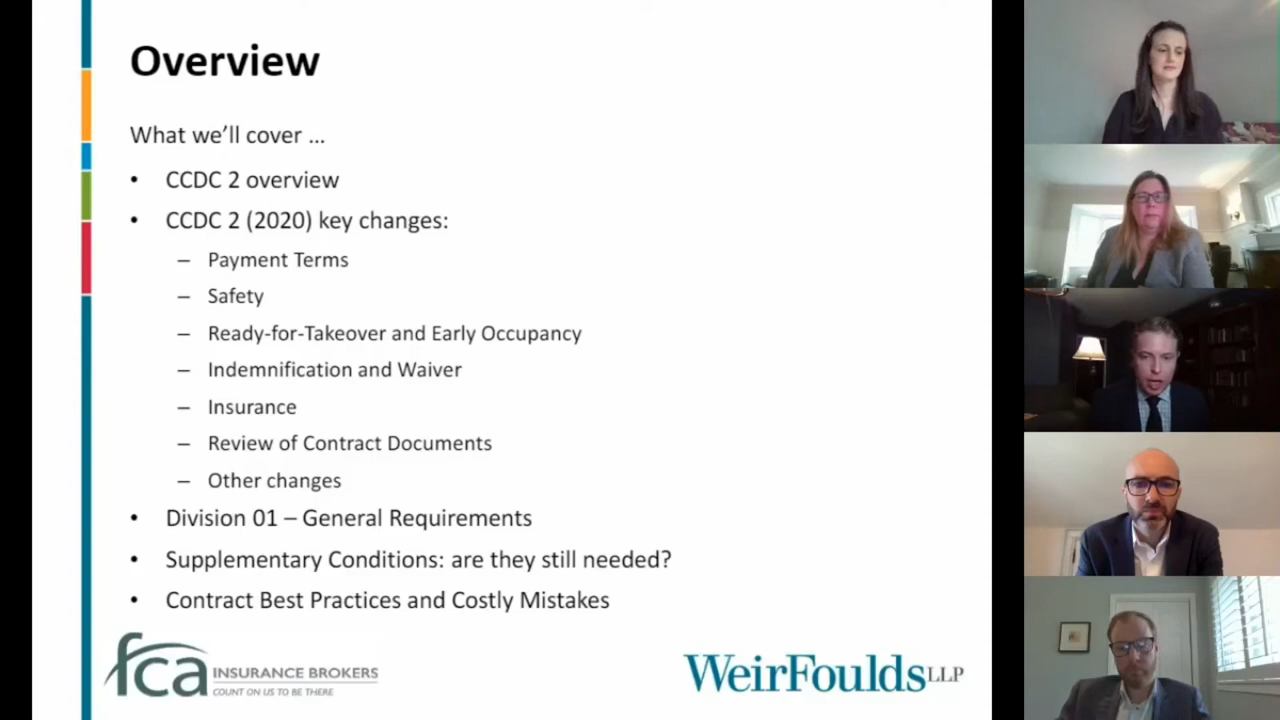 Overview
What we'll cover ...
• CCDC 2 overview
• CCDC 2 (2020) key changes:
– Payment Terms
– Safety
– Ready-for-Takeover and Early Occupancy
– Indemnification and Waiver
– Insurance
– Review of Contract Documents
– Other changes
• Division 01 – General Requirements
• Supplementary Conditions: are they still needed?
• Contract Best Practices and Costly Mistakes
fca INSURANCE BROKERS
COUNT ON US TO BE THERE
WeirFoulds LLP